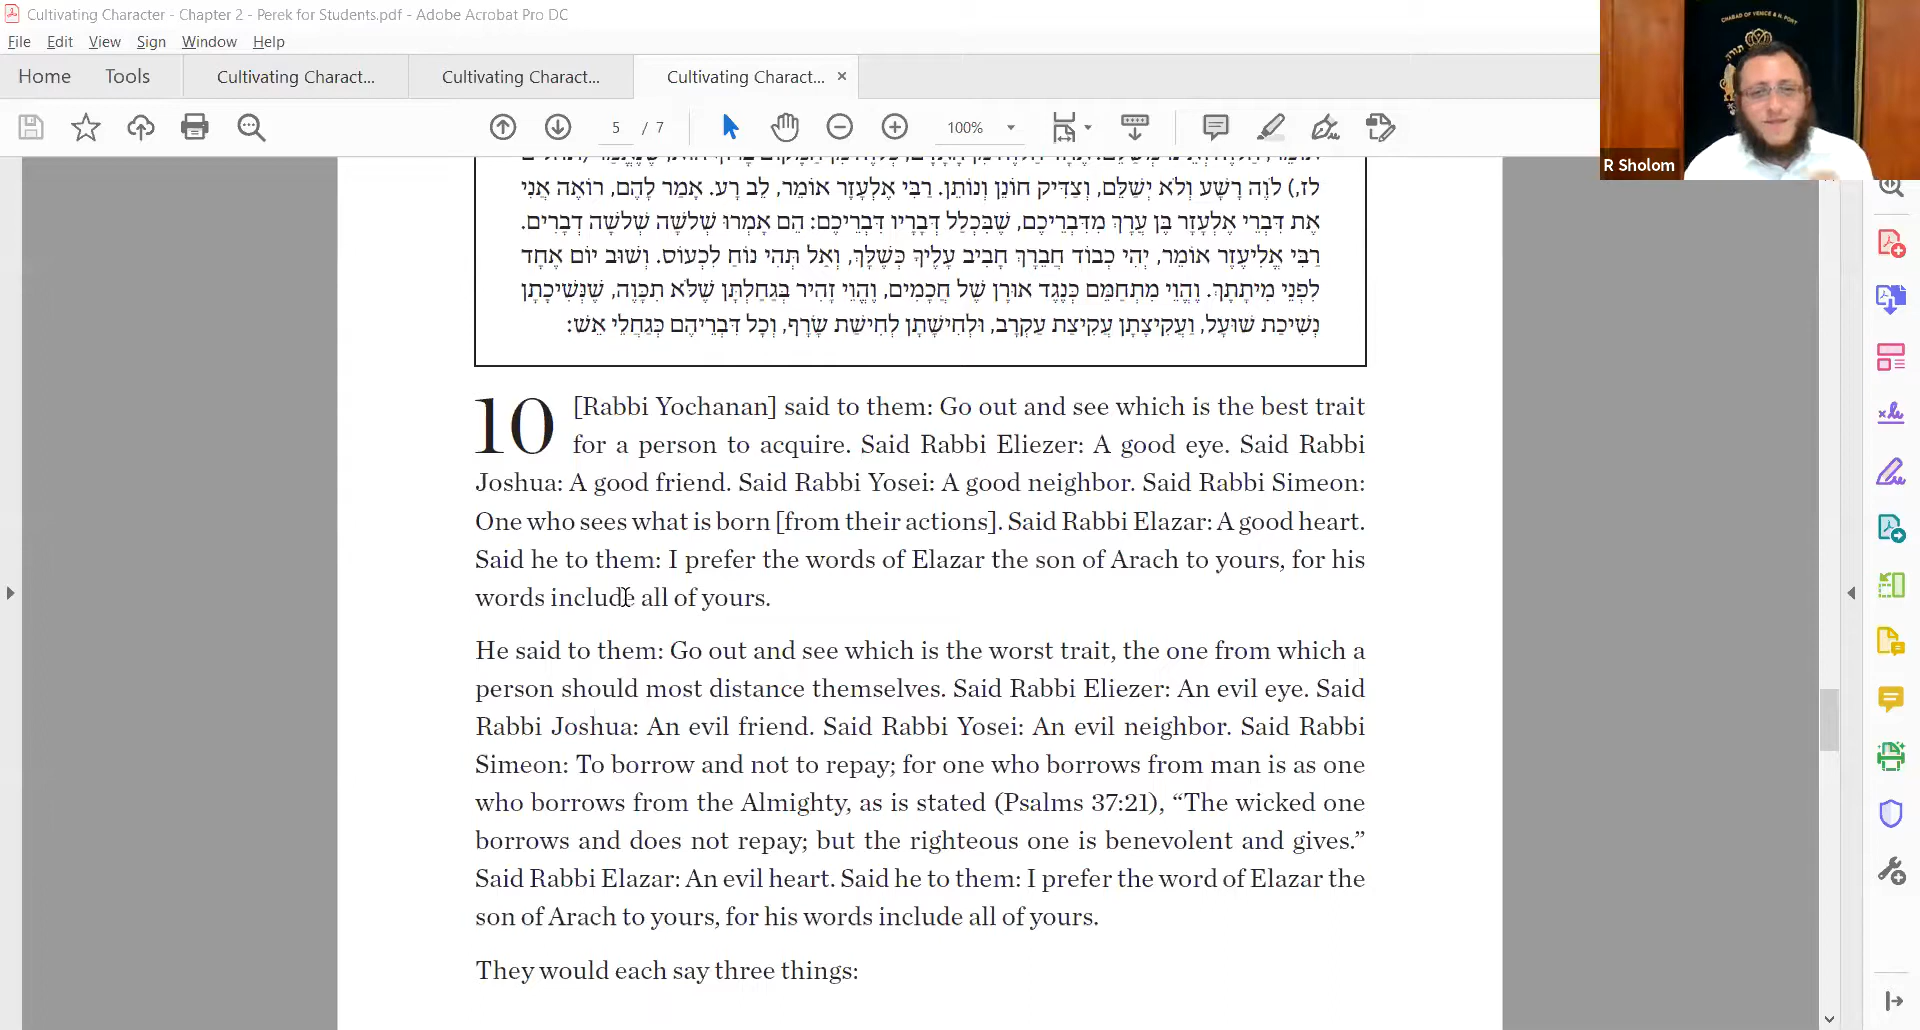 Cultivating Character - Chapter 2 - Perek for Students.pdf - Adobe Acrobat Pro DC
File Edit View Sign Window Help
Home Tools Cultivating Charact... Cultivating Charact... Cultivating Charact... ×
5 / 7 100%
CHABAD OF VENICE & N. PORT
R Sholom
לז,) לוֶֹה רָשָׁע וְלֹא יְשַׁלֵּם, וְצַדִּיק חוֹנֵן וְנוֹתֵן. רַבִּי אֶלְעָזָר אוֹמֵר, לֵב רָע. אָמַר לָהֶם, רוֹאֶה אֲנִי
אֶת דִּבְרֵי אֶלְעָזָר בֶּן עֲרָךְ מִדִּבְרֵיכֶם, שֶׁבִּכְלַל דְּבָרָיו דִּבְרֵיכֶם: הֵם אָמְרוּ שְׁלשָׁה שְׁלשָׁה דְבָרִים.
רַבִּי אֱלִיעֶזֶר אוֹמֵר, יְהִי כְבוֹד חֲבֵרָךְ חָבִיב עָלֶיךָ כְּשֶׁלָּךְ, וְאַל תְּהִי נוֹחַ לִכְעוֹס. וְשׁוּב יוֹם אֶחָד
לִפְנֵי מִיתָתָךְ. וֶהֱוֵי מִתְחַמֵּם כְּנֶגֶד אוּרָן שֶׁל חֲכָמִים, וֶהֱוֵי זָהִיר בְּגַחַלְתָּן שֶׁלֹּא תִכָּוֶה, שֶׁנְּשִׁיכָתָן
נְשִׁיכַת שׁוּעָל, וַעֲקִיצָתָן עֲקִיצַת עַקְרָב, וּלְחִישָׁתָן לְחִישַׁת שָׂרָף, וְכָל דִּבְרֵיהֶם כְּגַחֲלֵי אֵשׁ:
10 [Rabbi Yochanan] said to them: Go out and see which is the best trait
for a person to acquire. Said Rabbi Eliezer: A good eye. Said Rabbi
Joshua: A good friend. Said Rabbi Yosei: A good neighbor. Said Rabbi Simeon:
One who sees what is born [from their actions]. Said Rabbi Elazar: A good heart.
Said he to them: I prefer the words of Elazar the son of Arach to yours, for his
words include all of yours.
He said to them: Go out and see which is the worst trait, the one from which a
person should most distance themselves. Said Rabbi Eliezer: An evil eye. Said
Rabbi Joshua: An evil friend. Said Rabbi Yosei: An evil neighbor. Said Rabbi
Simeon: To borrow and not to repay; for one who borrows from man is as one
who borrows from the Almighty, as is stated (Psalms 37:21), “The wicked one
borrows and does not repay; but the righteous one is benevolent and gives.”
Said Rabbi Elazar: An evil heart. Said he to them: I prefer the word of Elazar the
son of Arach to yours, for his words include all of yours.
They would each say three things: